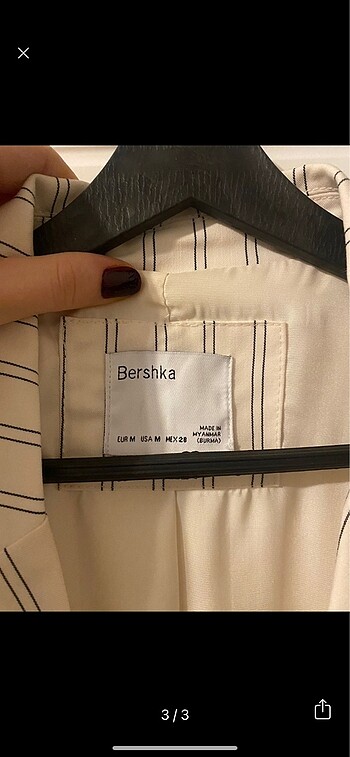 Bershka
MADE IN
MYANMAR
EUR M USA M MEX 28 (BURMA)
3/3